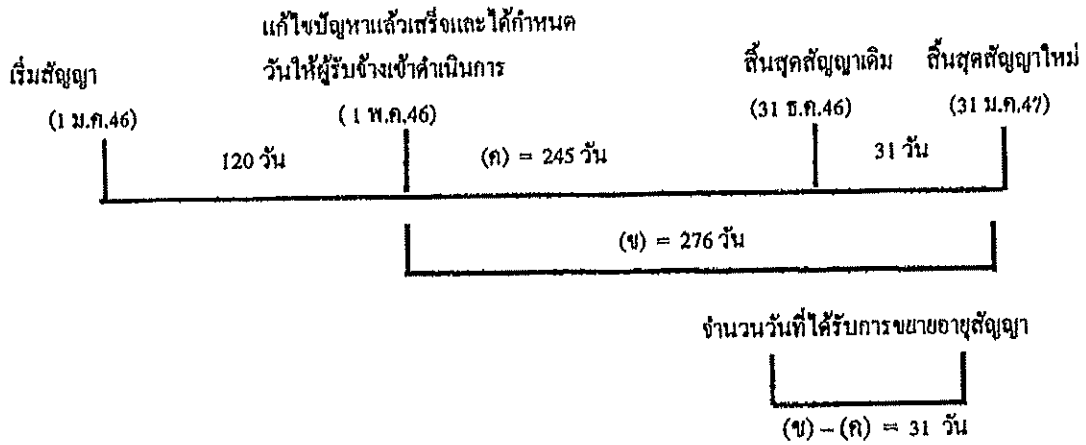 แก้ไขปัญหาแล้วเสร็จและได้กำหนด
วันให้ผู้รับจ้างเข้าดำเนินการ
เริ่มสัญญา
สิ้นสุดสัญญาเดิม
สิ้นสุดสัญญาใหม่
(1 ม.ค.46)
( 1 พ.ค.46)
(31 ธ.ค.46)
(31 ม.ค.47)
120 วัน
(ค) = 245 วัน
31 วัน
(ข) = 276 วัน
จำนวนวันที่ได้รับการขยายอายุสัญญา
(ข) – (ค) = 31 วัน